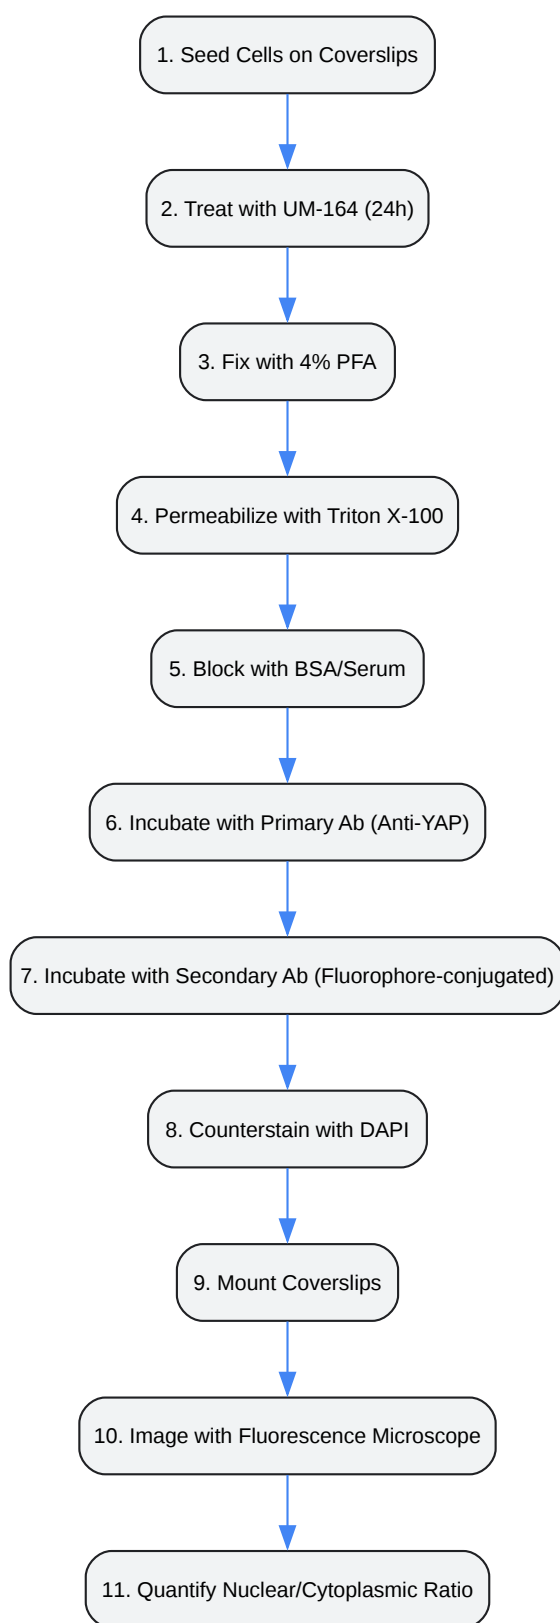 1. Seed Cells on Coverslips
2. Treat with UM-164 (24h)
3. Fix with 4% PFA
4. Permeabilize with Triton X-100
5. Block with BSA/Serum
6. Incubate with Primary Ab (Anti-YAP)
7. Incubate with Secondary Ab (Fluorophore-conjugated)
8. Counterstain with DAPI
9. Mount Coverslips
10. Image with Fluorescence Microscope
11. Quantify Nuclear/Cytoplasmic Ratio